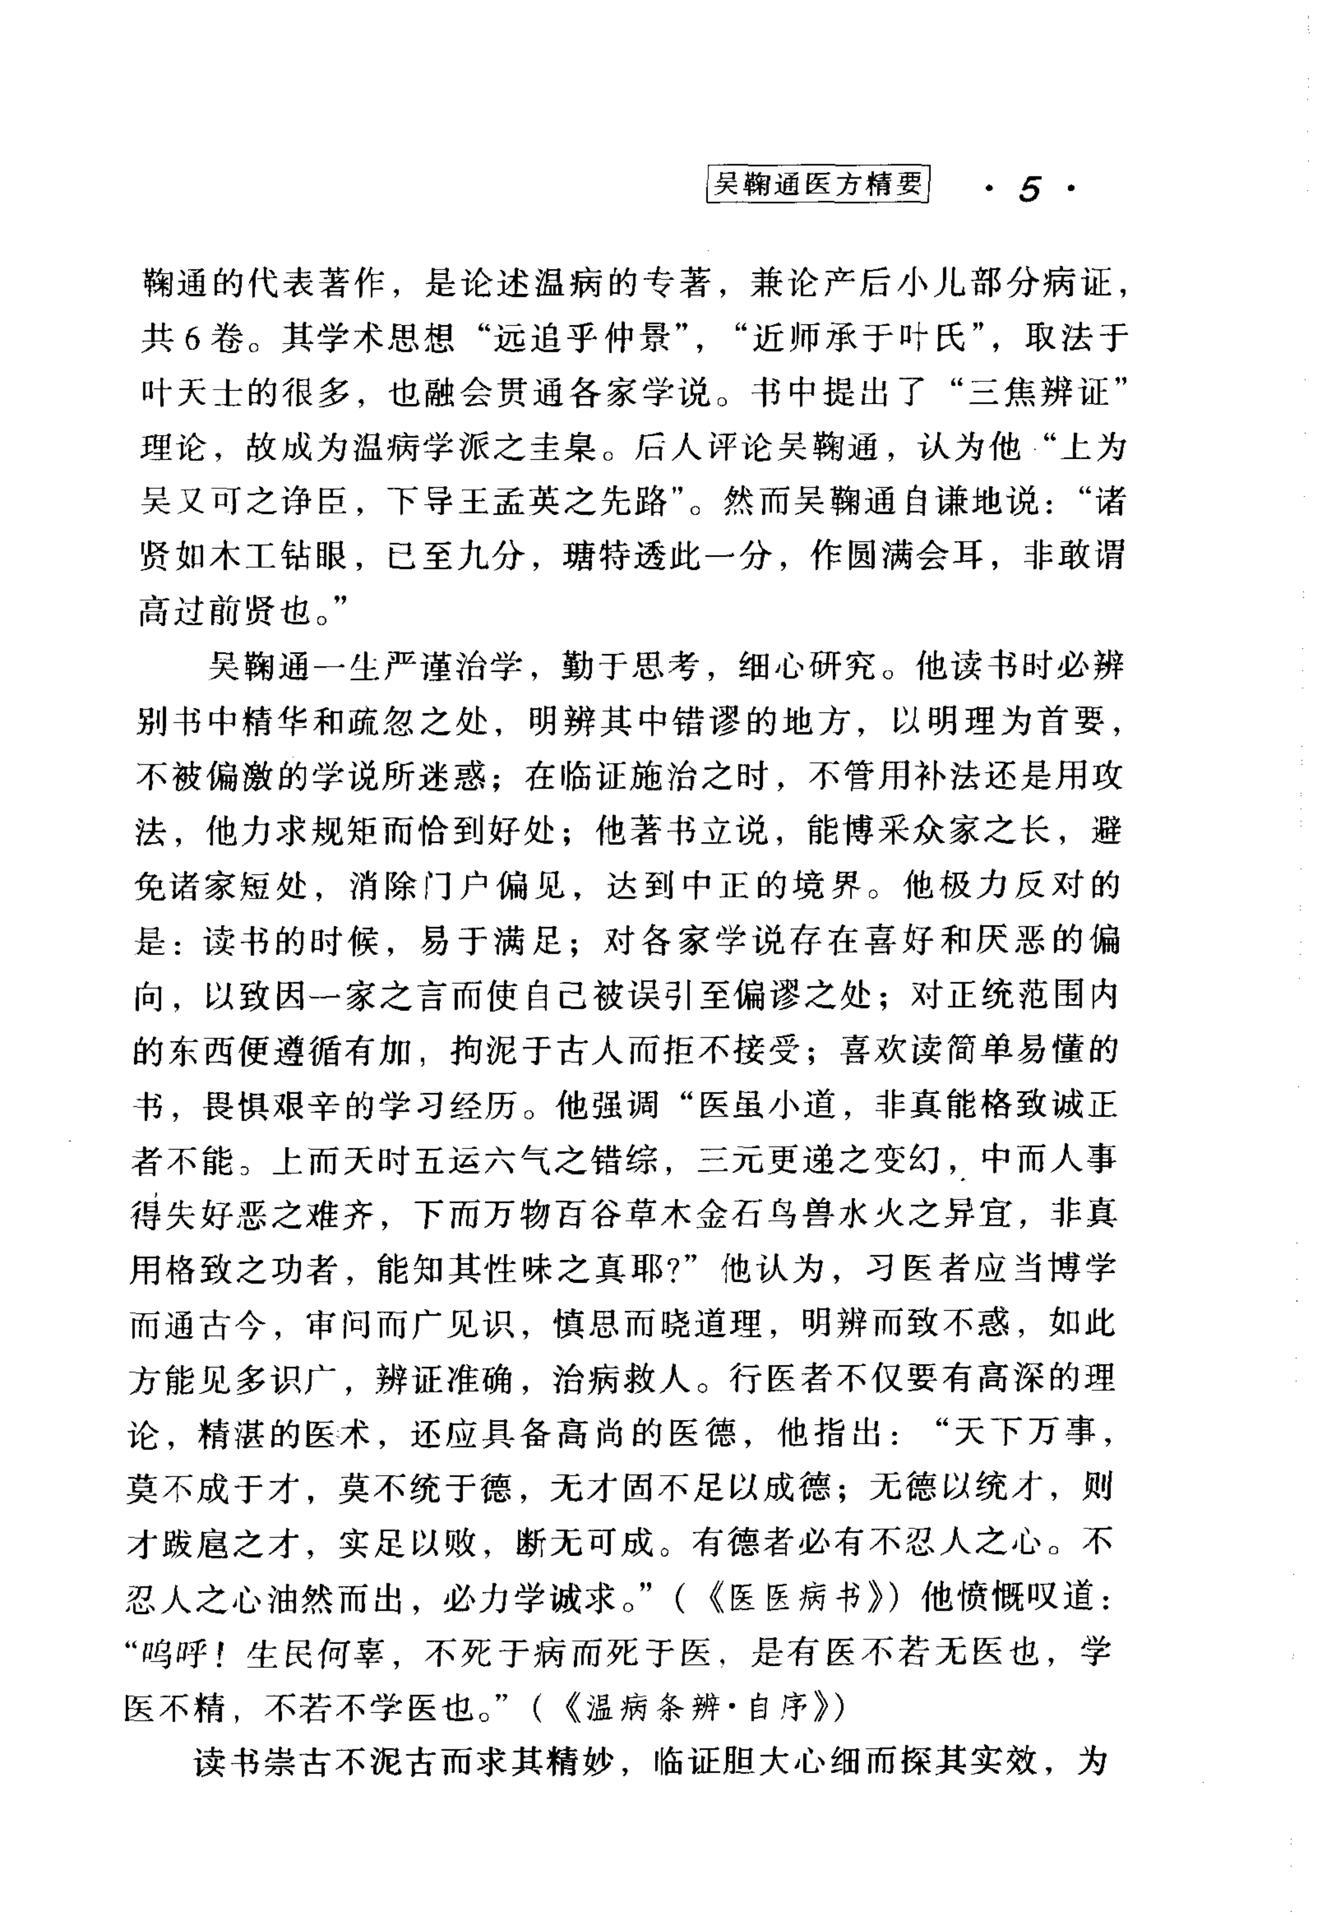 吴鞠通医方精要 · 5 ·
鞠通的代表著作，是论述温病的专著，兼论产后小儿部分病证，
共6卷。其学术思想“远追乎仲景”，“近师承于叶氏”，取法于
叶天士的很多，也融会贯通各家学说。书中提出了“三焦辨证”
理论，故成为温病学派之圭臬。后人评论吴鞠通，认为他“上为
吴又可之诤臣，下导王孟英之先路”。然而吴鞠通自谦地说：“诸
贤如木工钻眼，已至九分，瑭特透此一分，作圆满会耳，非敢谓
高过前贤也。”
吴鞠通一生严谨治学，勤于思考，细心研究。他读书时必辨
别书中精华和疏忽之处，明辨其中错谬的地方，以明理为首要，
不被偏激的学说所迷惑；在临证施治之时，不管用补法还是用攻
法，他力求规矩而恰到好处；他著书立说，能博采众家之长，避
免诸家短处，消除门户偏见，达到中正的境界。他极力反对的
是：读书的时候，易于满足；对各家学说存在喜好和厌恶的偏
向，以致因一家之言而使自己被误引至偏谬之处；对正统范围内
的东西便遵循有加，拘泥于古人而拒不接受；喜欢读简单易懂的
书，畏惧艰辛的学习经历。他强调“医虽小道，非真能格致诚正
者不能。上而天时五运六气之错综，三元更递之变幻，中而人事
得失好恶之难齐，下而万物百谷草木金石鸟兽水火之异宜，非真
用格致之功者，能知其性味之真耶？”他认为，习医者应当博学
而通古今，审问而广见识，慎思而晓道理，明辨而致不惑，如此
方能见多识广，辨证准确，治病救人。行医者不仅要有高深的理
论，精湛的医术，还应具备高尚的医德，他指出：“天下万事，
莫不成于才，莫不统于德，无才固不足以成德；无德以统才，则
才跋扈之才，实足以败，断无可成。有德者必有不忍人之心。不
忍人之心油然而出，必力学诚求。”（《医医病书》）他愤慨叹道：
“呜呼！生民何辜，不死于病而死于医，是有医不若无医也，学
医不精，不若不学医也。”（《温病条辨·自序》）
读书崇古不泥古而求其精妙，临证胆大心细而探其实效，为